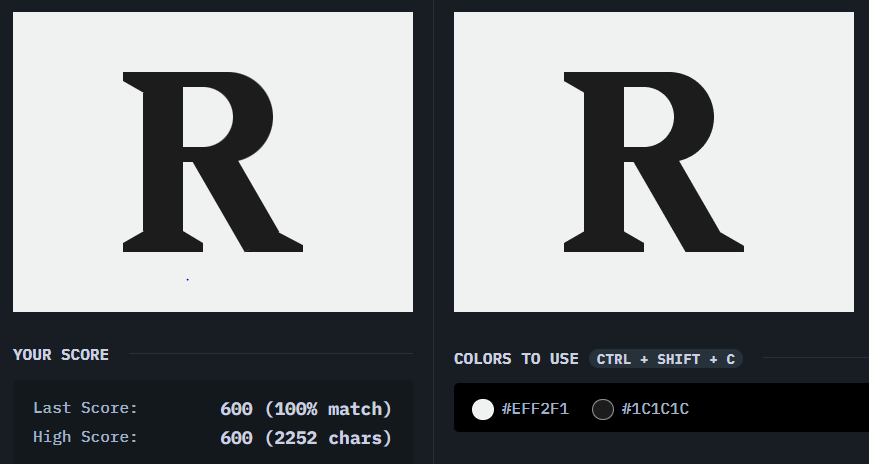 R
R
YOUR SCORE
Last Score: 600 (100% match)
High Score: 600 (2252 chars)
COLORS TO USE CTRL + SHIFT + C
#EFF2F1 #1C1C1C